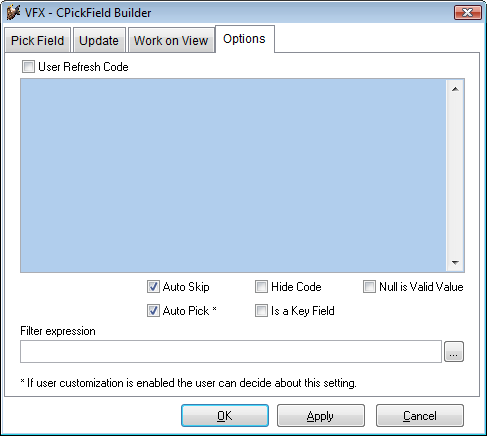 VFX - CPickField Builder
Pick Field Update Work on View Options
User Refresh Code
Auto Skip Hide Code Null is Valid Value
Auto Pick * Is a Key Field
Filter expression
...
* If user customization is enabled the user can decide about this setting.
OK Apply Cancel